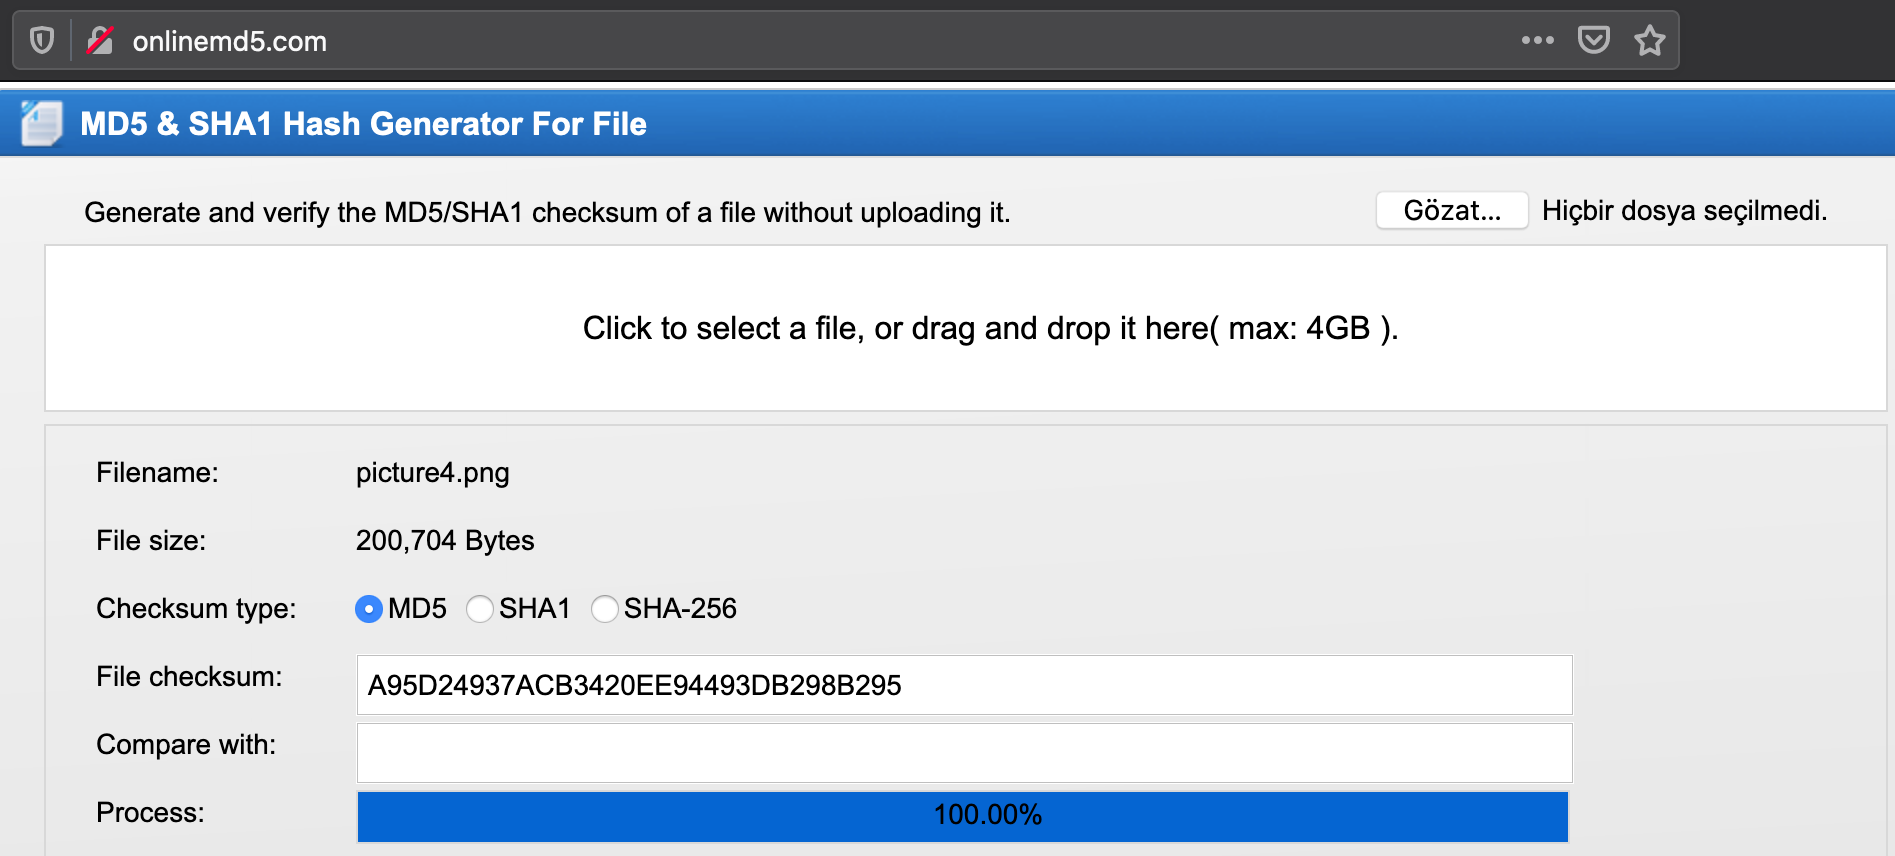 onlinemd5.com
MD5 & SHA1 Hash Generator For File
Generate and verify the MD5/SHA1 checksum of a file without uploading it.
Gözat... Hiçbir dosya seçilmedi.
Click to select a file, or drag and drop it here( max: 4GB ).
Filename: picture4.png
File size: 200,704 Bytes
Checksum type: MD5 SHA1 SHA-256
File checksum: A95D24937ACB3420EE94493DB298B295
Compare with:
Process: 100.00%